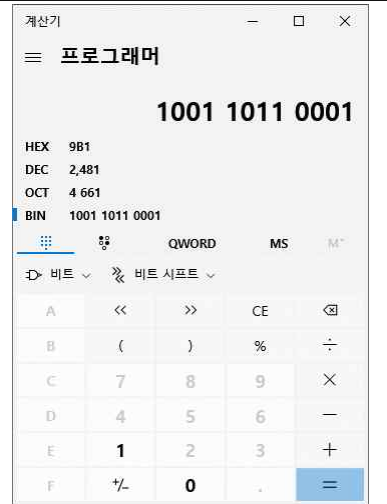 계산기
프로그래머
1001 1011 0001
HEX 9B1
DEC 2,481
OCT 4 661
BIN 1001 1011 0001
QWORD MS M˅
비트 비트 시프트
A << >> CE
B ( ) % ÷
C 7 8 9 ×
D 4 5 6 −
E 1 2 3 +
F +/− 0 . =